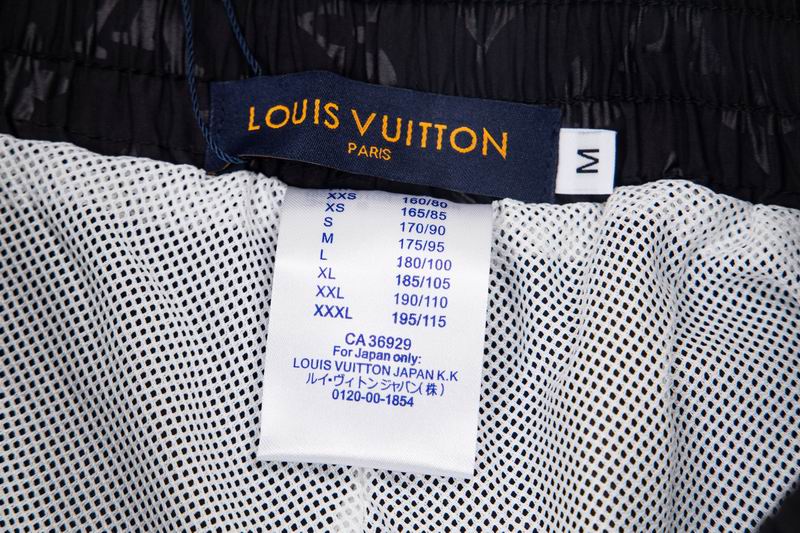 LOUIS VUITTON
PARIS
M
XXS 160/80
XS 165/85
S 170/90
M 175/95
L 180/100
XL 185/105
XXL 190/110
XXXL 195/115
CA 36929
For Japan only:
LOUIS VUITTON JAPAN K.K
ルイ・ヴィトンジャパン(株)
0120-00-1854